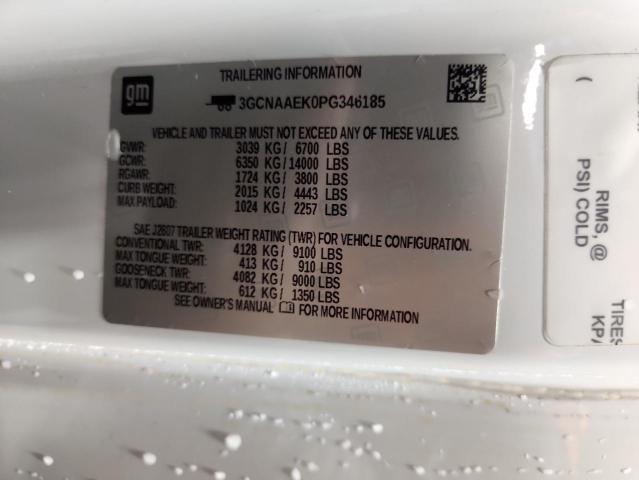 gm
TRAILERING INFORMATION
3GCNAAEK0PG346185
VEHICLE AND TRAILER MUST NOT EXCEED ANY OF THESE VALUES.
GVWR: 3039 KG/ 6700 LBS
GCWR: 6350 KG/ 14000 LBS
RGAWR: 1724 KG/ 3800 LBS
CURB WEIGHT: 2015 KG/ 4443 LBS
MAX PAYLOAD: 1024 KG/ 2257 LBS
SAE J2807 TRAILER WEIGHT RATING (TWR) FOR VEHICLE CONFIGURATION.
CONVENTIONAL TWR: 4128 KG/ 9100 LBS
MAX TONGUE WEIGHT: 413 KG/ 910 LBS
GOOSENECK TWR: 4082 KG/ 9000 LBS
MAX TONGUE WEIGHT: 612 KG/ 1350 LBS
SEE OWNER'S MANUAL FOR MORE INFORMATION
RIMS, @
PSI) COLD
(
TIRES
KPA